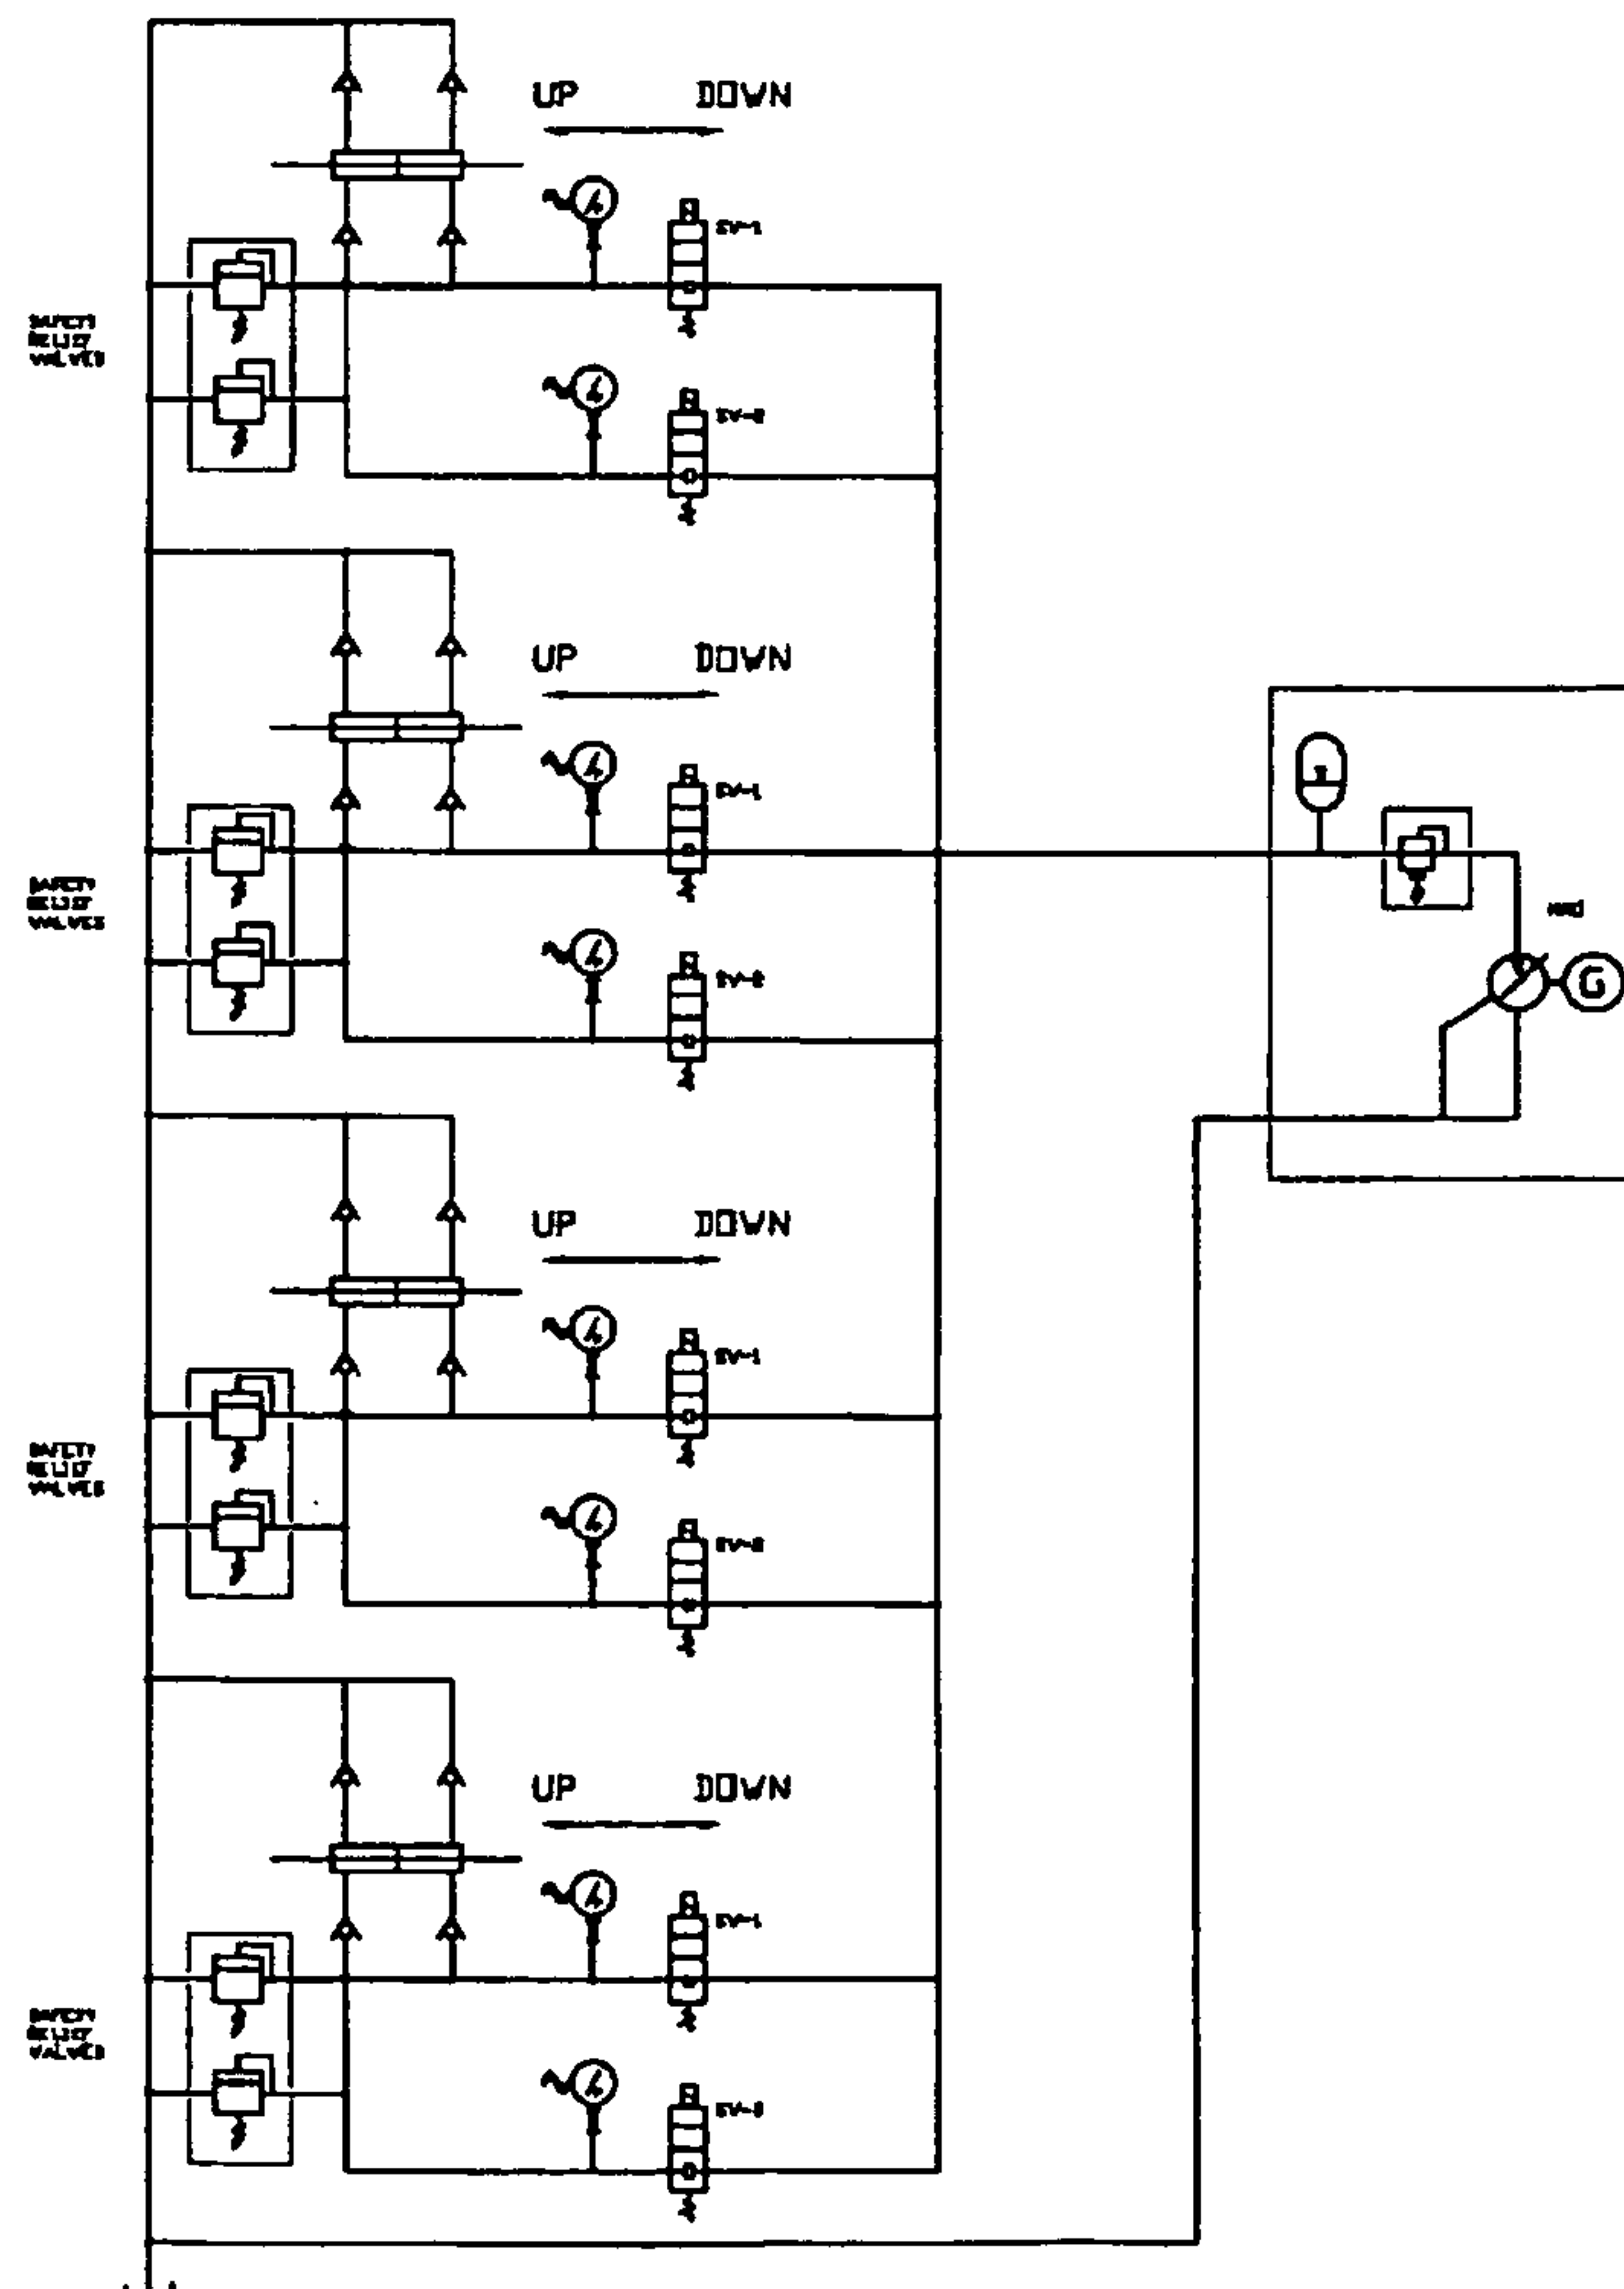 UP DOWN
SV-1
SAFETY
RELIEF
VALVES
SV-2
UP DOWN
SV-1
SAFETY
RELIEF
VALVES
SV-2
G
UP DOWN
SV-1
SAFETY
RELIEF
VALVES
SV-2
UP DOWN
SV-1
SAFETY
RELIEF
VALVES
SV-2